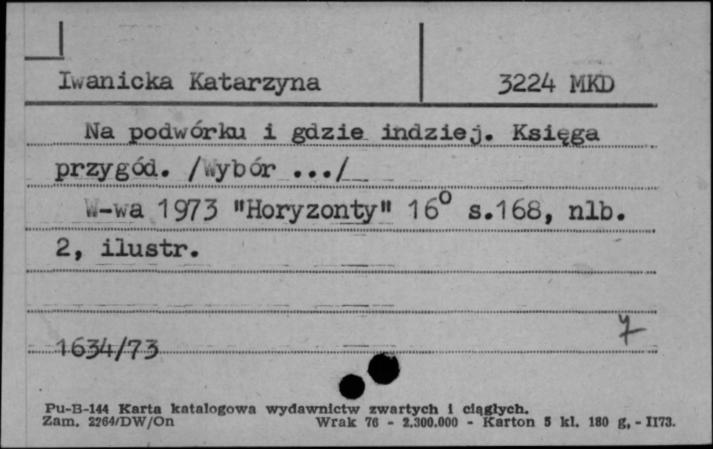 Iwanicka Katarzyna 3224 MKD
Na podwórku i gdzie indziej. Księga
przygód. /Wybór .../
W-wa 1973 "Horyzonty" 16° s.168, nlb.
2, ilustr.
1634/73
7
Pu-B-144 Karta katalogowa wydawnictw zwartych i ciągłych.
Zam. 2264/DW/On Wrak 76 - 2.300.000 - Karton 5 kl. 180 g. - II73.